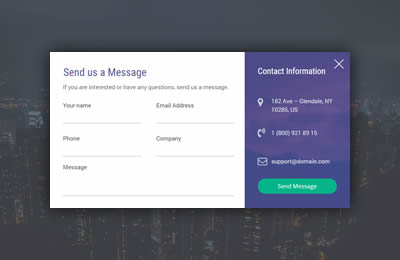 Send us a Message
If you are interested or have any questions, send us a message.
Your name
Email Address
Phone
Company
Message
Contact Information
182 Ave – Glendale, NY
10285, US
1 (800) 921 89 15
support@domain.com
Send Message